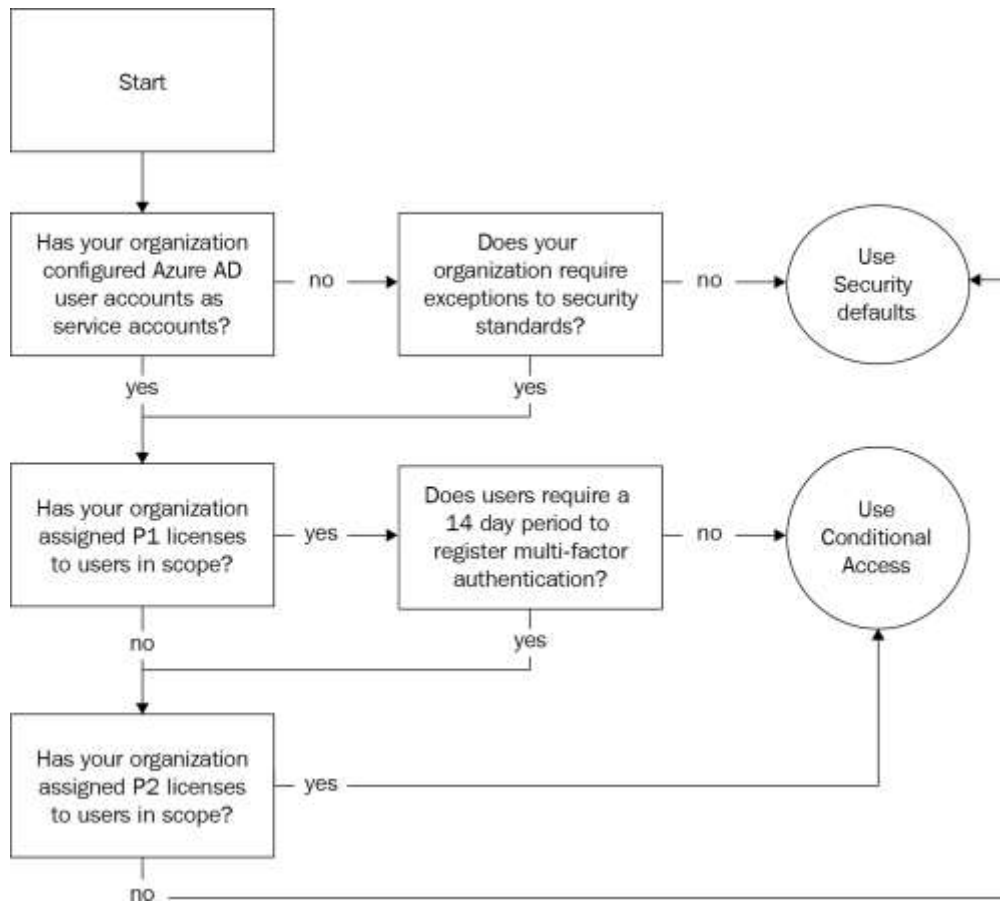 Start
Has your organization
configured Azure AD
user accounts as
service accounts?
no
Does your
organization require
exceptions to security
standards?
no
Use
Security
defaults
yes
yes
Has your organization
assigned P1 licenses
to users in scope?
yes
Does users require a
14 day period to
register multi-factor
authentication?
no
Use
Conditional
Access
no
yes
Has your organization
assigned P2 licenses
to users in scope?
yes
no